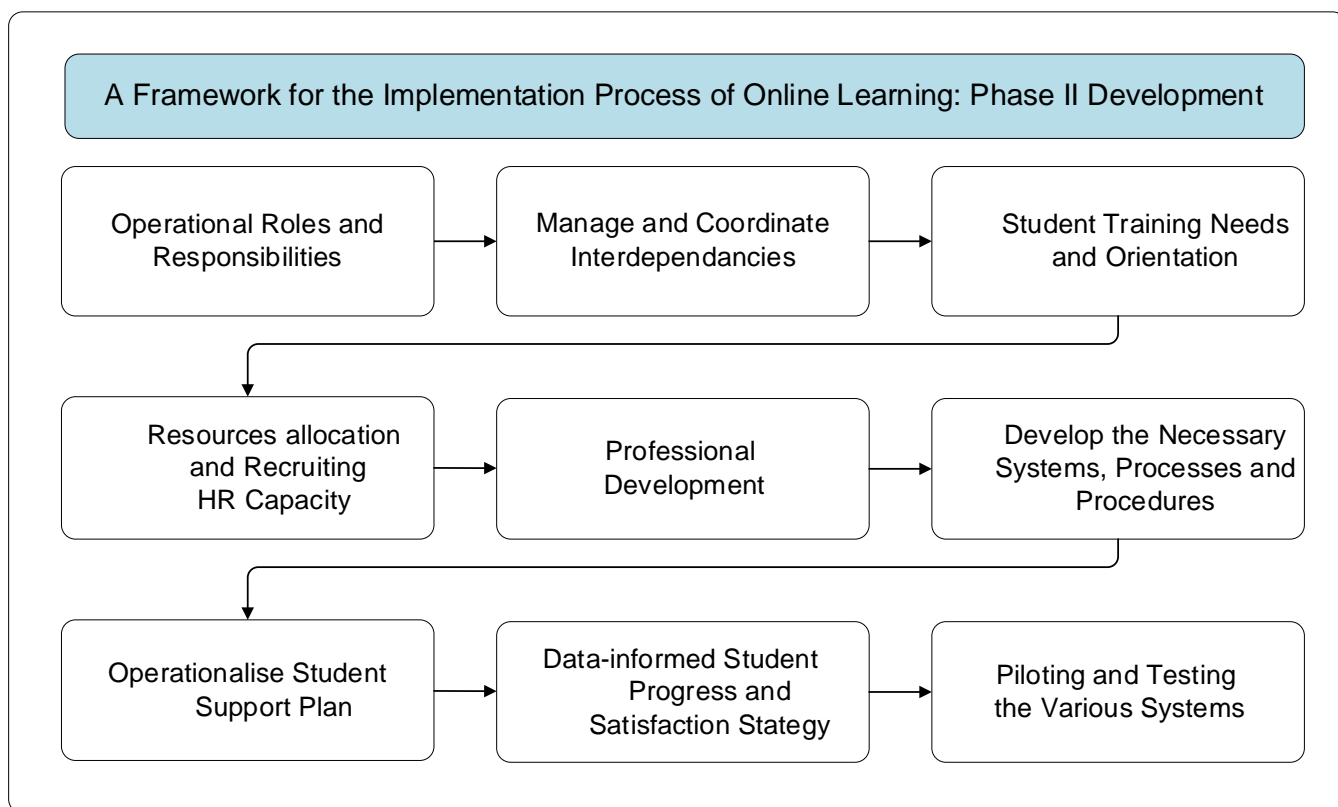 A Framework for the Implementation Process of Online Learning: Phase II Development
Operational Roles and
Responsibilities
Manage and Coordinate
Interdependancies
Student Training Needs
and Orientation
Resources allocation
and Recruiting
HR Capacity
Professional
Development
Develop the Necessary
Systems, Processes and
Procedures
Operationalise Student
Support Plan
Data-informed Student
Progress and
Satisfaction Stategy
Piloting and Testing
the Various Systems